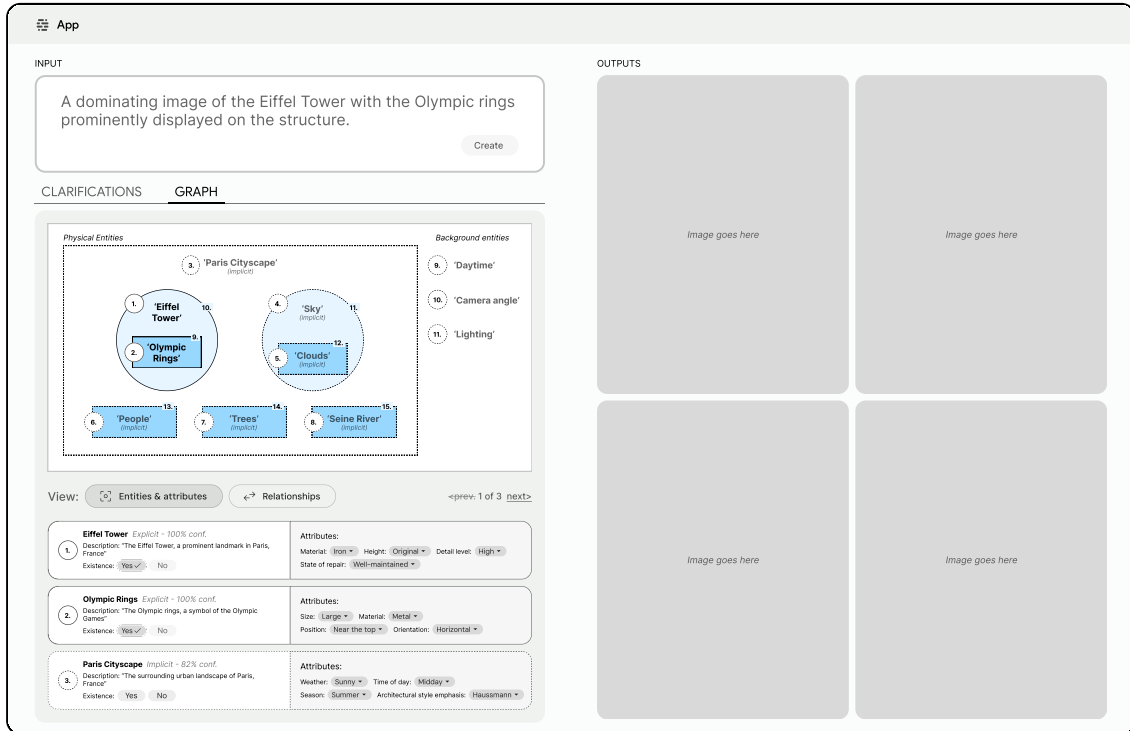 App
INPUT
A dominating image of the Eiffel Tower with the Olympic rings
prominently displayed on the structure.
Create
CLARIFICATIONS
GRAPH
Physical Entities
3.
'Paris Cityscape'
(implicit)
1.
'Eiffel
Tower'
10.
2.
'Olympic
Rings'
9.
4.
'Sky'
(implicit)
11.
5.
'Clouds'
(implicit)
12.
6.
'People'
(implicit)
13.
7.
'Trees'
(implicit)
14.
8.
'Seine River'
(implicit)
15.
Background entities
9. 'Daytime'
10. 'Camera angle'
11. 'Lighting'
View: Entities & attributes Relationships <prev. 1 of 3 next>
1.
Eiffel Tower Explicit - 100% conf.
Description: "The Eiffel Tower, a prominent landmark in Paris,
France"
Existence: Yes ✓ No
Attributes:
Material: Iron Height: Original Detail level: High
State of repair: Well-maintained
2.
Olympic Rings Explicit - 100% conf.
Description: "The Olympic rings, a symbol of the Olympic
Games"
Existence: Yes ✓ No
Attributes:
Size: Large Material: Metal
Position: Near the top Orientation: Horizontal
3.
Paris Cityscape Implicit - 82% conf.
Description: "The surrounding urban landscape of Paris,
France"
Existence: Yes No
Attributes:
Weather: Sunny Time of day: Midday
Season: Summer Architectural style emphasis: Haussmann
OUTPUTS
Image goes here
Image goes here
Image goes here
Image goes here